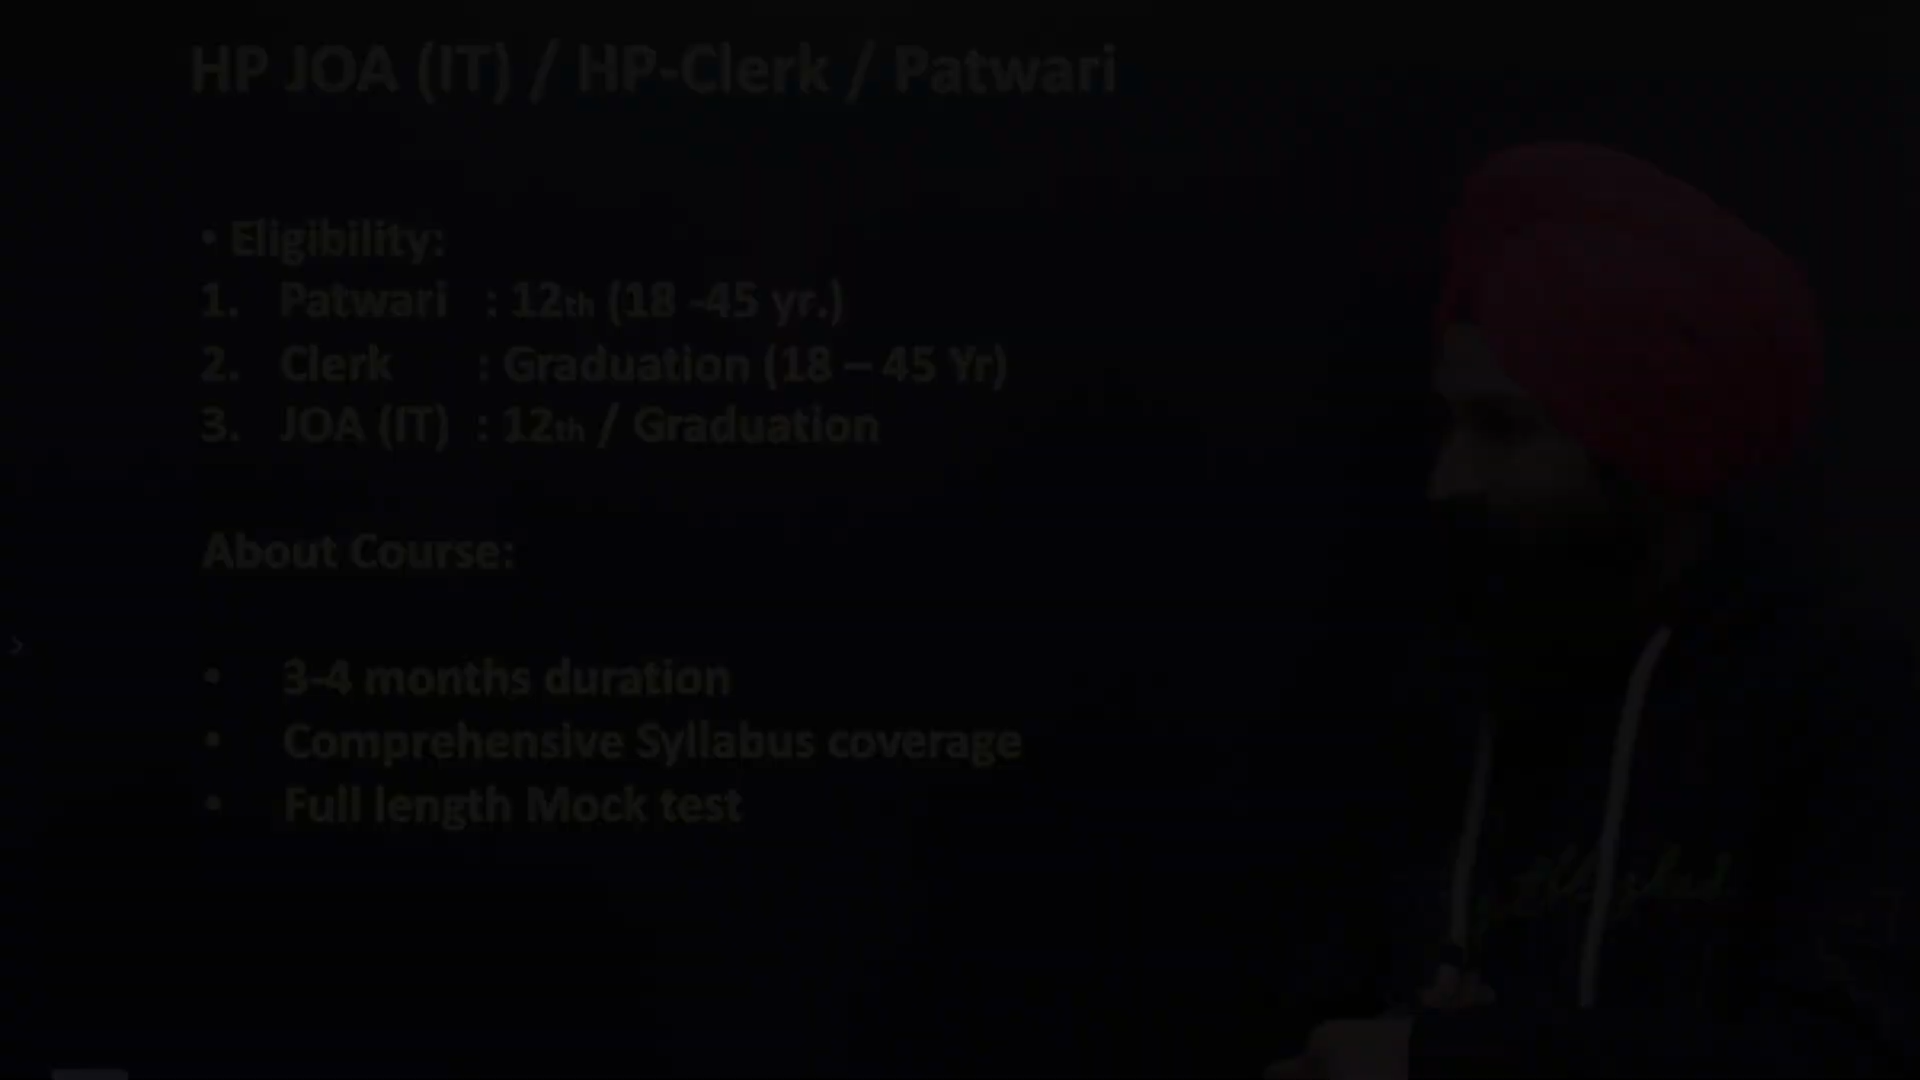 HP JOA (IT) / HP-Clerk / Patwari
• Eligibility:
1. Patwari : 12th (18 -45 yr.)
2. Clerk : Graduation (18 – 45 Yr)
3. JOA (IT) : 12th / Graduation
About Course:
• 3-4 months duration
• Comprehensive Syllabus coverage
• Full length Mock test